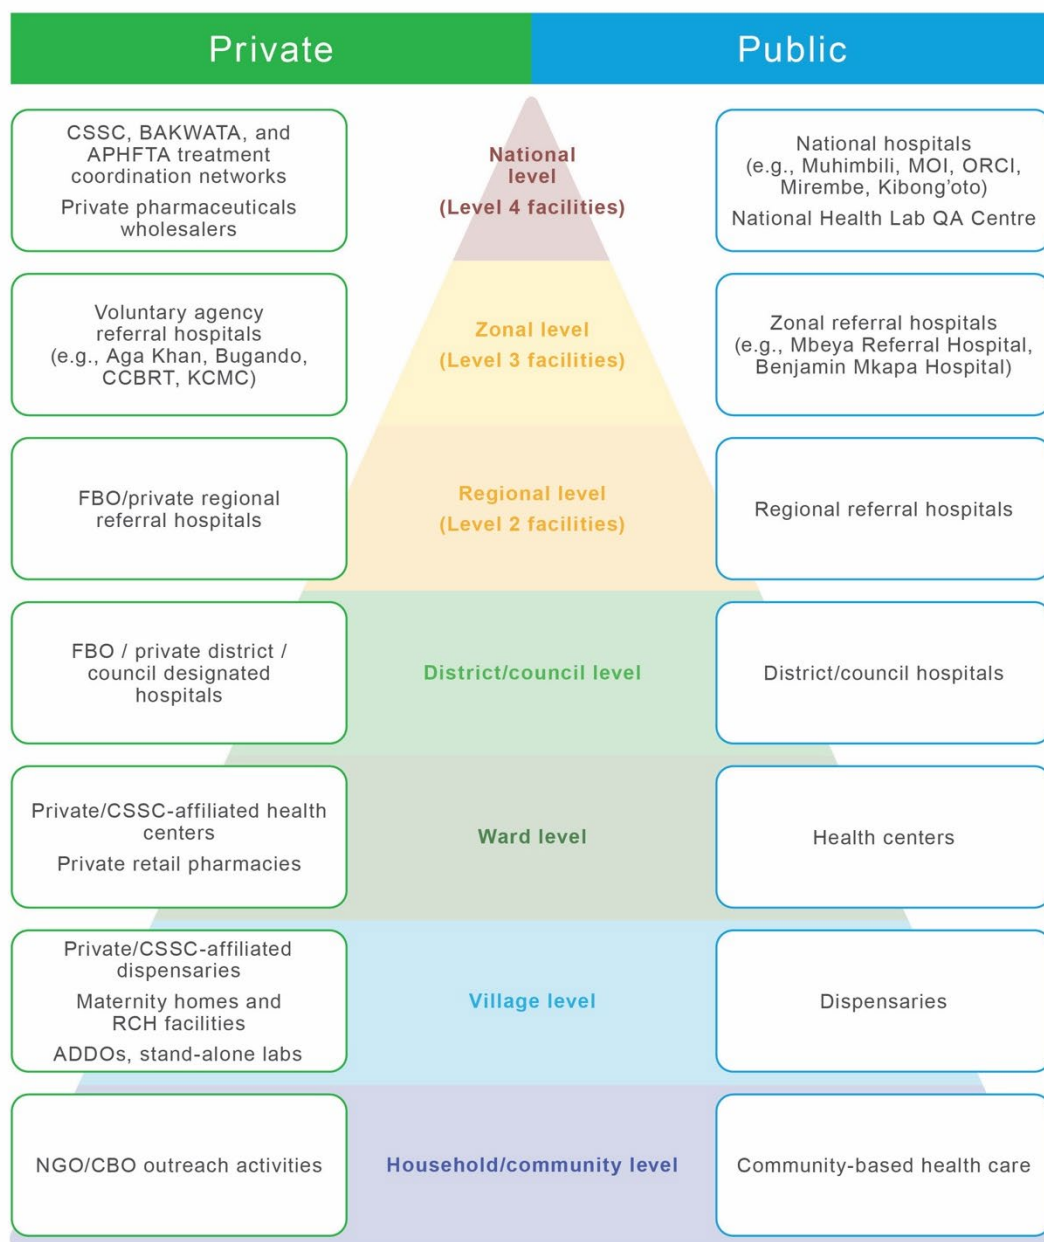 Private
Public
CSSC, BAKWATA, and
APHFTA treatment
coordination networks
Private pharmaceuticals
wholesalers
National
level
(Level 4 facilities)
National hospitals
(e.g., Muhimbili, MOI, ORCI,
Mirembe, Kibong’oto)
National Health Lab QA Centre
Voluntary agency
referral hospitals
(e.g., Aga Khan, Bugando,
CCBRT, KCMC)
Zonal level
(Level 3 facilities)
Zonal referral hospitals
(e.g., Mbeya Referral Hospital,
Benjamin Mkapa Hospital)
FBO/private regional
referral hospitals
Regional level
(Level 2 facilities)
Regional referral hospitals
FBO / private district /
council designated
hospitals
District/council level
District/council hospitals
Private/CSSC-affiliated health
centers
Private retail pharmacies
Ward level
Health centers
Private/CSSC-affiliated
dispensaries
Maternity homes and
RCH facilities
ADDOs, stand-alone labs
Village level
Dispensaries
NGO/CBO outreach activities
Household/community level
Community-based health care